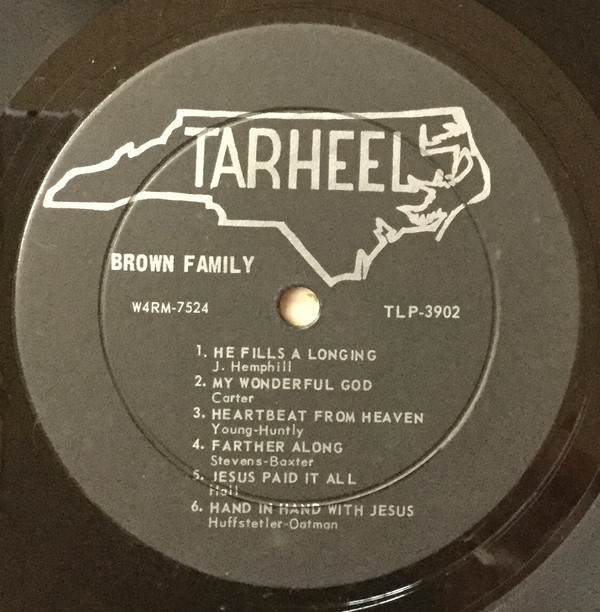 TARHEEL
BROWN FAMILY
W4RM-7524
TLP-3902
1. HE FILLS A LONGING
J. Hemphill
2. MY WONDERFUL GOD
Carter
3. HEARTBEAT FROM HEAVEN
Young-Huntly
4. FARTHER ALONG
Stevens-Baxter
5. JESUS PAID IT ALL
Hall
6. HAND IN HAND WITH JESUS
Huffstetler-Oatman